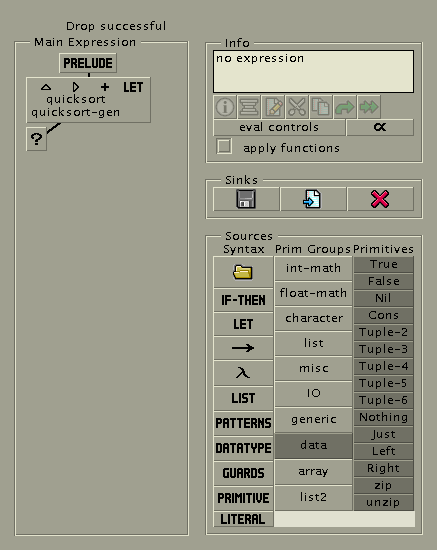 Drop successful
Main Expression
PRELUDE
+ LET
quicksort
quicksort-gen
?
Info
no expression
eval controls
α
apply functions
Sinks
Sources
Syntax Prim Groups Primitives
IF-THEN
LET
→
λ
LIST
PATTERNS
DATATYPE
GUARDS
PRIMITIVE
LITERAL
int-math
float-math
character
list
misc
IO
generic
data
array
list2
True
False
Nil
Cons
Tuple-2
Tuple-3
Tuple-4
Tuple-5
Tuple-6
Nothing
Just
Left
Right
zip
unzip